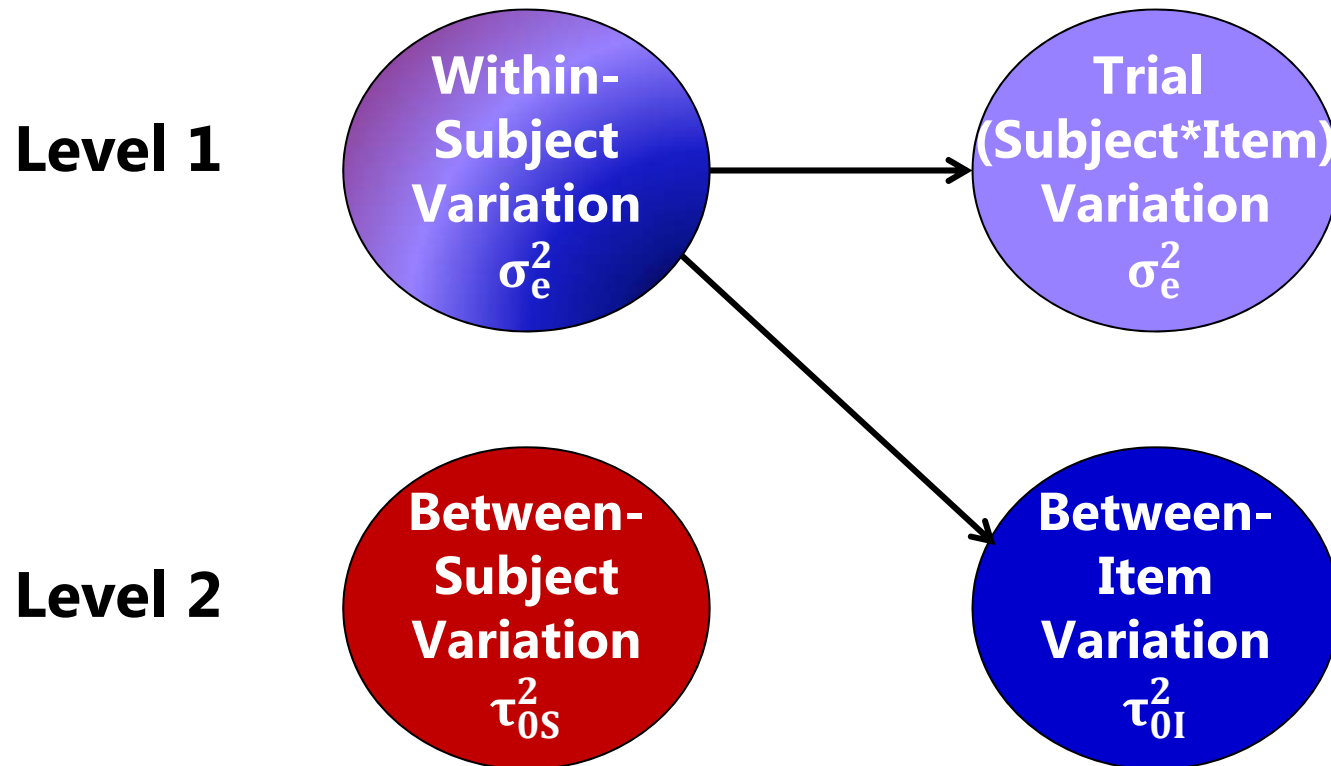 Level 1
Within-
Subject
Variation
σ²ₑ
Trial
(Subject*Item)
Variation
σ²ₑ
Level 2
Between-
Subject
Variation
τ²₀S
Between-
Item
Variation
τ²₀I